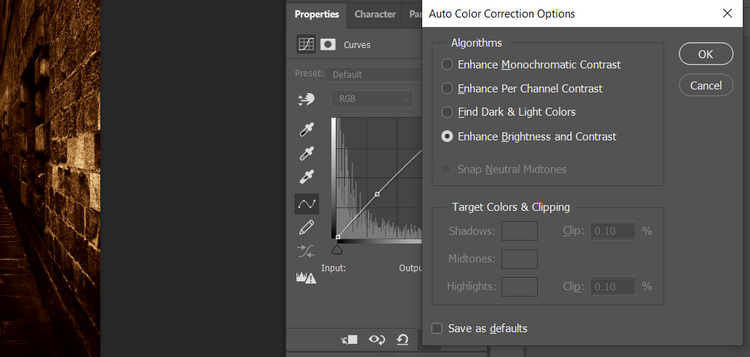 Properties
Character
Curves
Preset:
Default
RGB
Input:
Auto Color Correction Options
Algorithms
Enhance Monochromatic Contrast
Enhance Per Channel Contrast
Find Dark & Light Colors
Enhance Brightness and Contrast
Snap Neutral Midtones
Target Colors & Clipping
Shadows:
Clip:
0.10
%
Midtones:
Highlights:
Clip:
0.10
%
Save as defaults
OK
Cancel